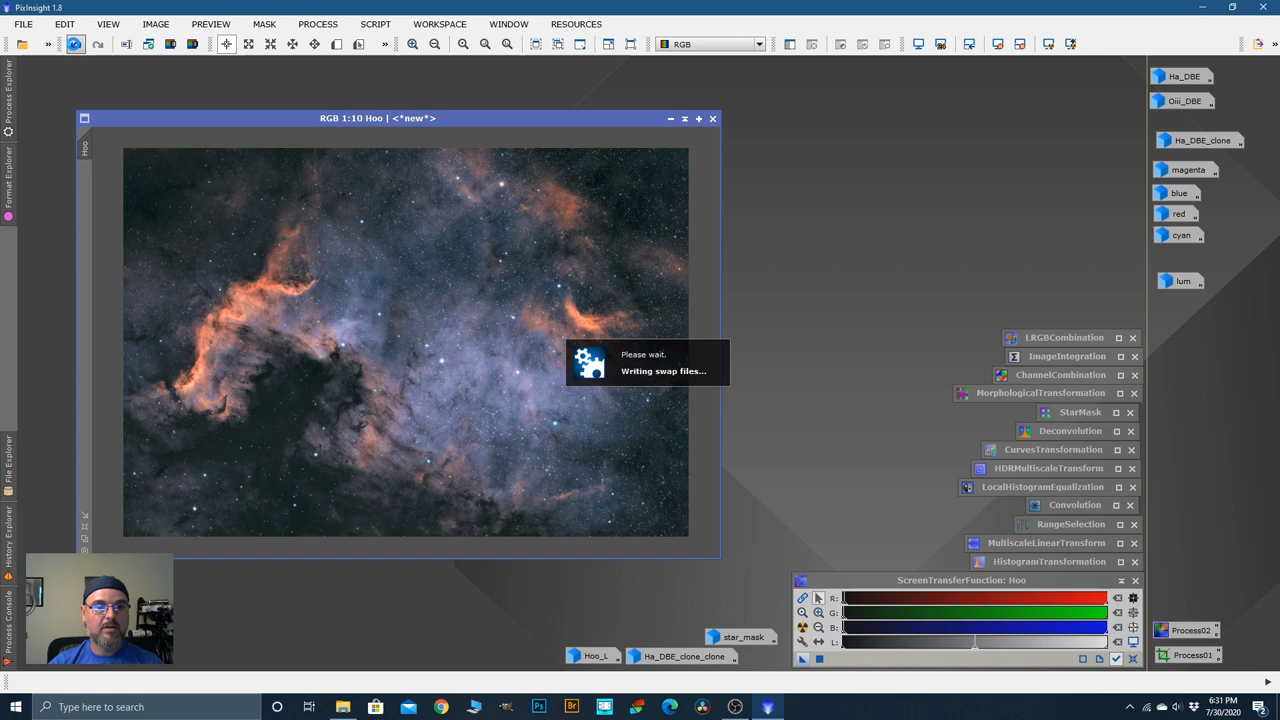 PixInsight 1.8
FILE EDIT VIEW IMAGE PREVIEW MASK PROCESS SCRIPT WORKSPACE WINDOW RESOURCES
RGB
Process Explorer
Format Explorer
File Explorer
History Explorer
Process Console
RGB 1:10 Hoo | <*new*>
Hoo
Please wait.
Writing swap files...
Ha_DBE
Oiii_DBE
Ha_DBE_clone
magenta
blue
red
cyan
lum
LRGBCombination
ImageIntegration
ChannelCombination
MorphologicalTransformation
StarMask
Deconvolution
CurvesTransformation
HDRMultiscaleTransform
LocalHistogramEqualization
Convolution
RangeSelection
MultiscaleLinearTransform
HistogramTransformation
ScreenTransferFunction: Hoo
R:
G:
B:
L:
star_mask
Hoo_L
Ha_DBE_clone_clone
Process02
Process01
Type here to search
Ps
Br
6:31 PM
7/30/2020
2